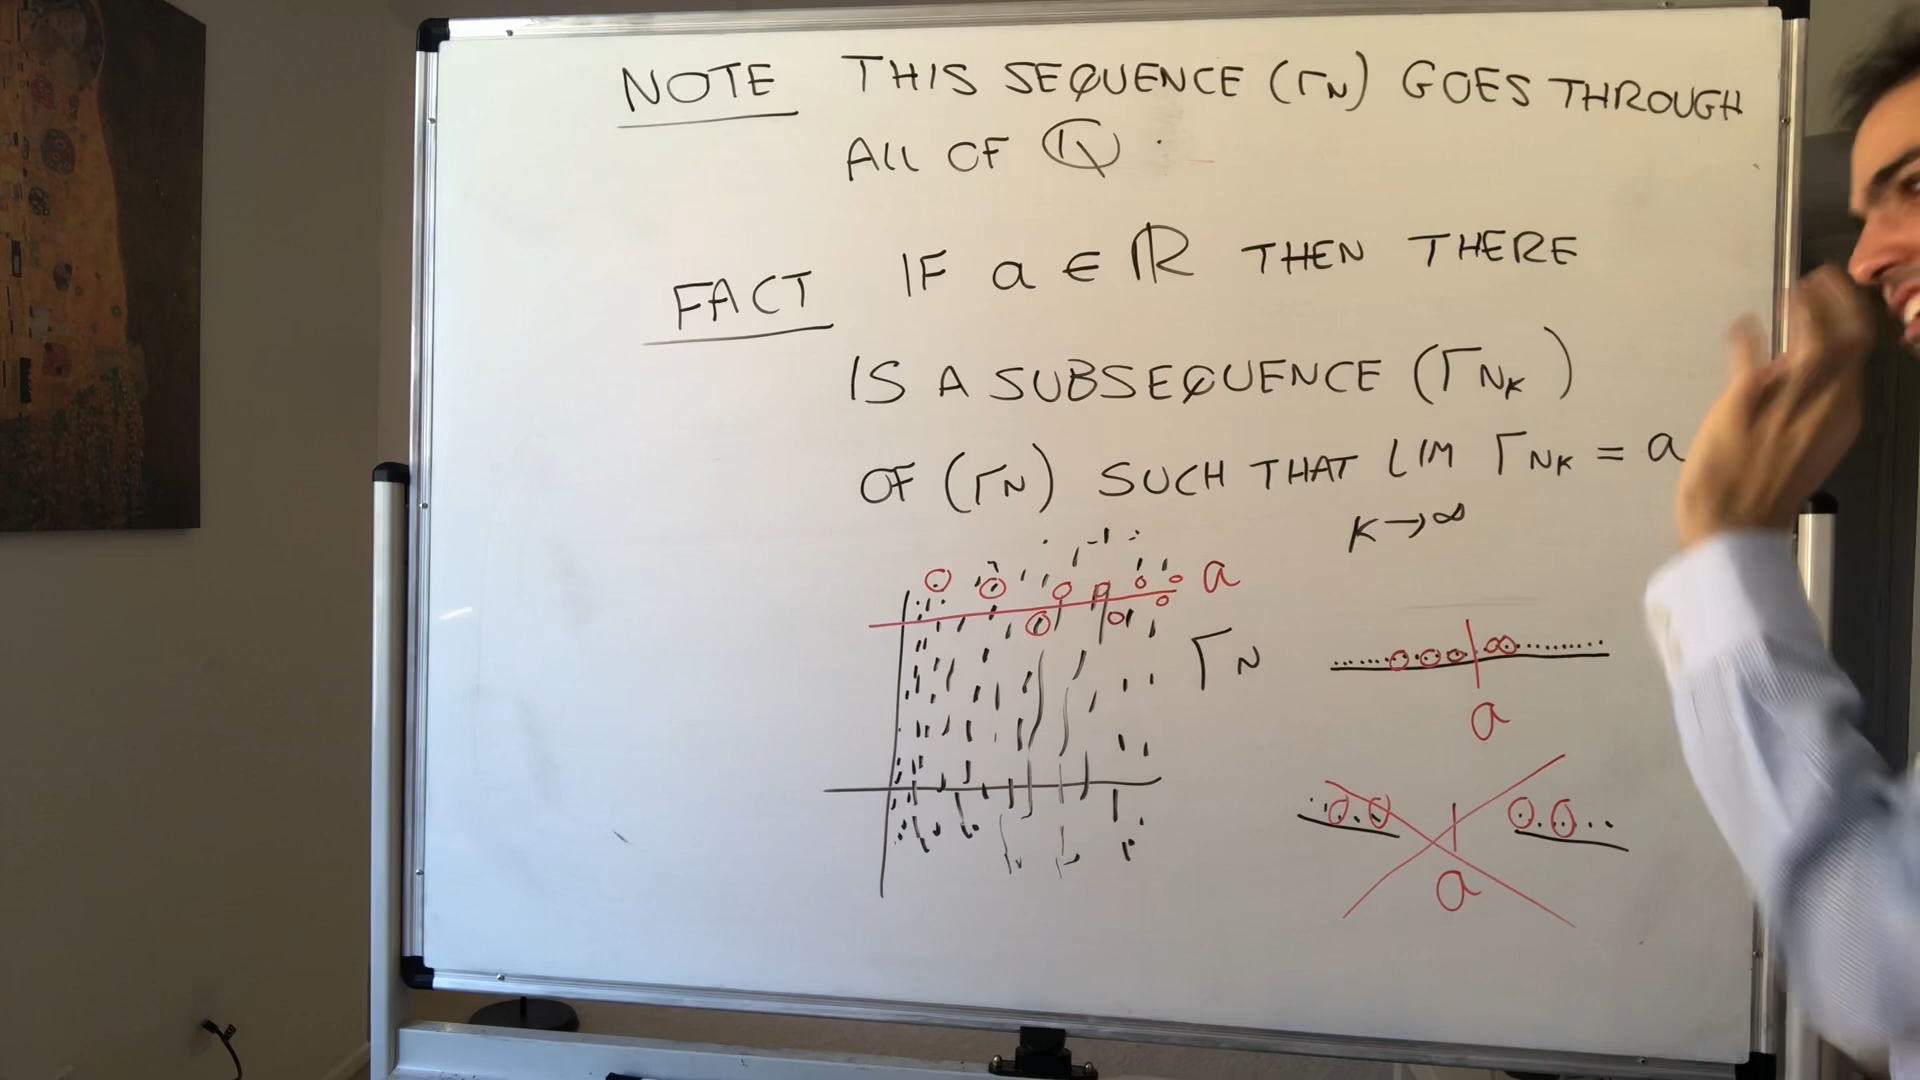 NOTE THIS SEQUENCE (rN) GOES THROUGH
ALL OF ℚ.
FACT IF a ∈ ℝ THEN THERE
IS A SUBSEQUENCE (rNK)
OF (rN) SUCH THAT LIM rNK = a
K→∞
a
rN
a
a